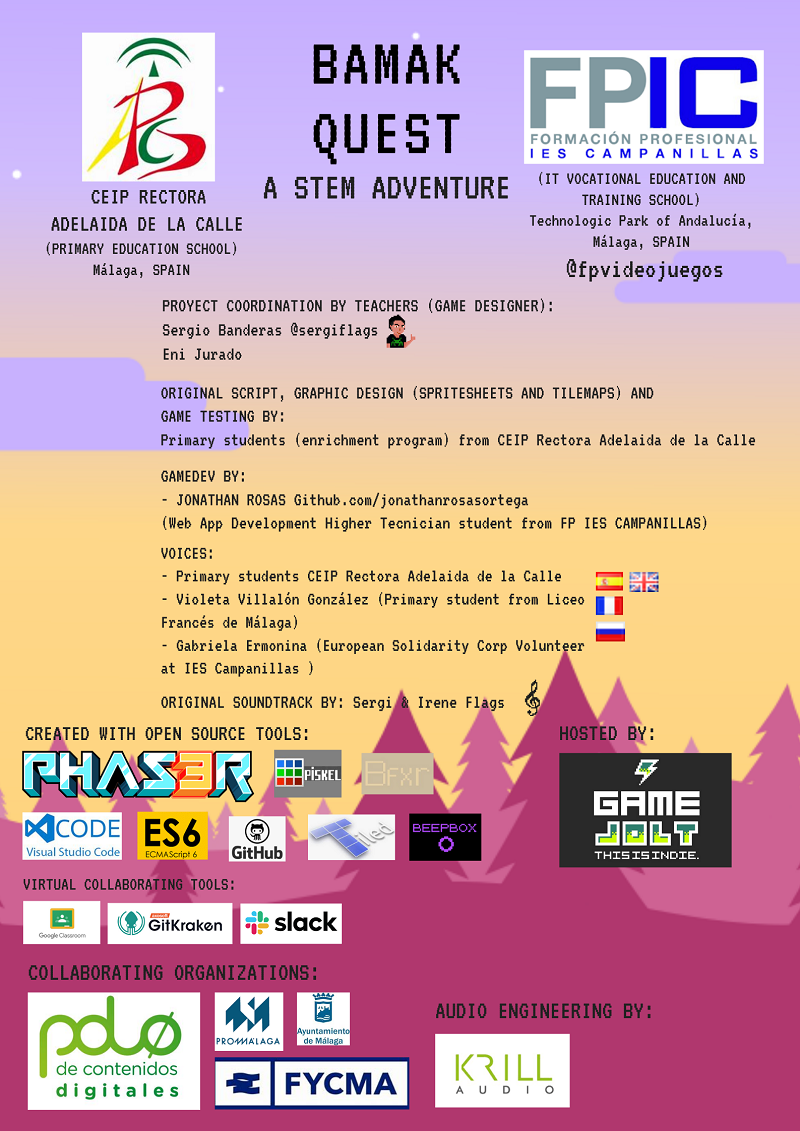 BAMAK
QUEST
A STEM ADVENTURE
CEIP RECTORA
ADELAIDA DE LA CALLE
(PRIMARY EDUCATION SCHOOL)
Málaga, SPAIN
FPIC
FORMACIÓN PROFESIONAL
IES CAMPANILLAS
(IT VOCATIONAL EDUCATION AND
TRAINING SCHOOL)
Technologic Park of Andalucía,
Málaga, SPAIN
@fpvideojuegos
PROYECT COORDINATION BY TEACHERS (GAME DESIGNER):
Sergio Banderas @sergiflags
Eni Jurado
ORIGINAL SCRIPT, GRAPHIC DESIGN (SPRITESHEETS AND TILEMAPS) AND
GAME TESTING BY:
Primary students (enrichment program) from CEIP Rectora Adelaida de la Calle
GAMEDEV BY:
- JONATHAN ROSAS Github.com/jonathanrosasortega
(Web App Development Higher Tecnician student from FP IES CAMPANILLAS)
VOICES:
- Primary students CEIP Rectora Adelaida de la Calle
- Violeta Villalón González (Primary student from Liceo
Francés de Málaga)
- Gabriela Ermonina (European Solidarity Corp Volunteer
at IES Campanillas )
ORIGINAL SOUNDTRACK BY: Sergi & Irene Flags
CREATED WITH OPEN SOURCE TOOLS:
PHAS3R
PISKEL
Bfxr
CODE
Visual Studio Code
ES6
ECMAScript 6
GitHub
Tiled
BEEPBOX
HOSTED BY:
GAME
JOLT
THIS IS INDIE.
VIRTUAL COLLABORATING TOOLS:
Google Classroom
GitKraken
slack
COLLABORATING ORGANIZATIONS:
polo
de contenidos
digitales
PROMÁLAGA
Ayuntamiento
de Málaga
FYCMA
AUDIO ENGINEERING BY:
KRILL
AUDIO